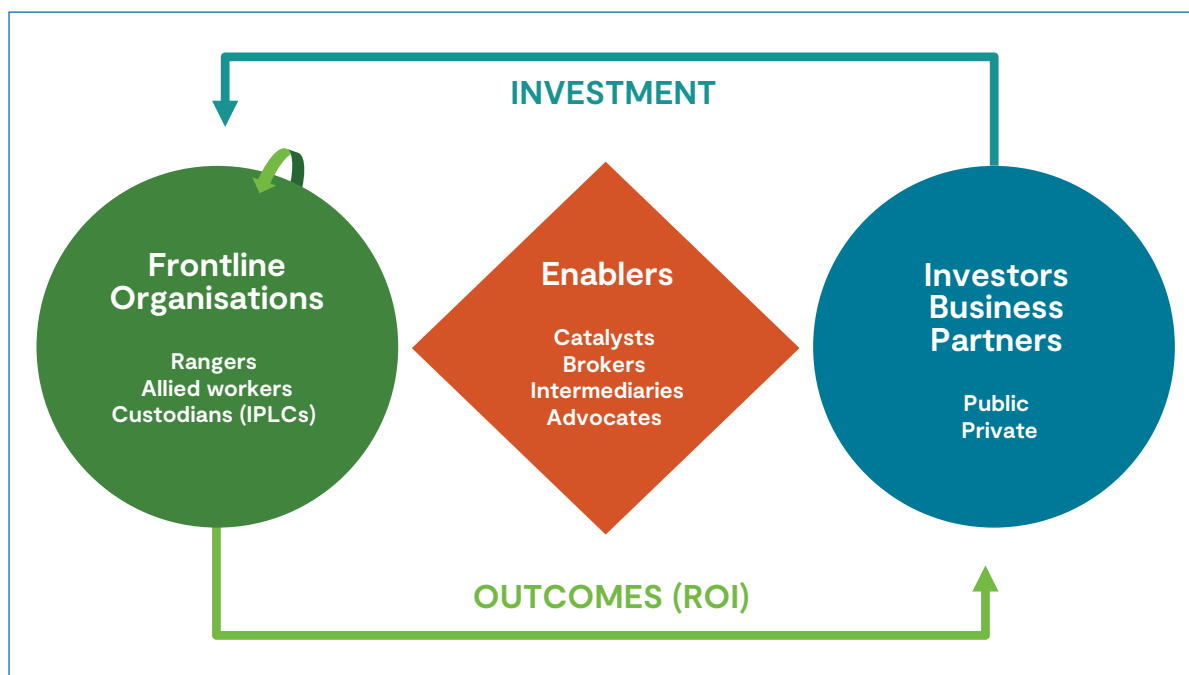 INVESTMENT
Frontline
Organisations
Rangers
Allied workers
Custodians (IPLCs)
Enablers
Catalysts
Brokers
Intermediaries
Advocates
Investors
Business
Partners
Public
Private
OUTCOMES (ROI)